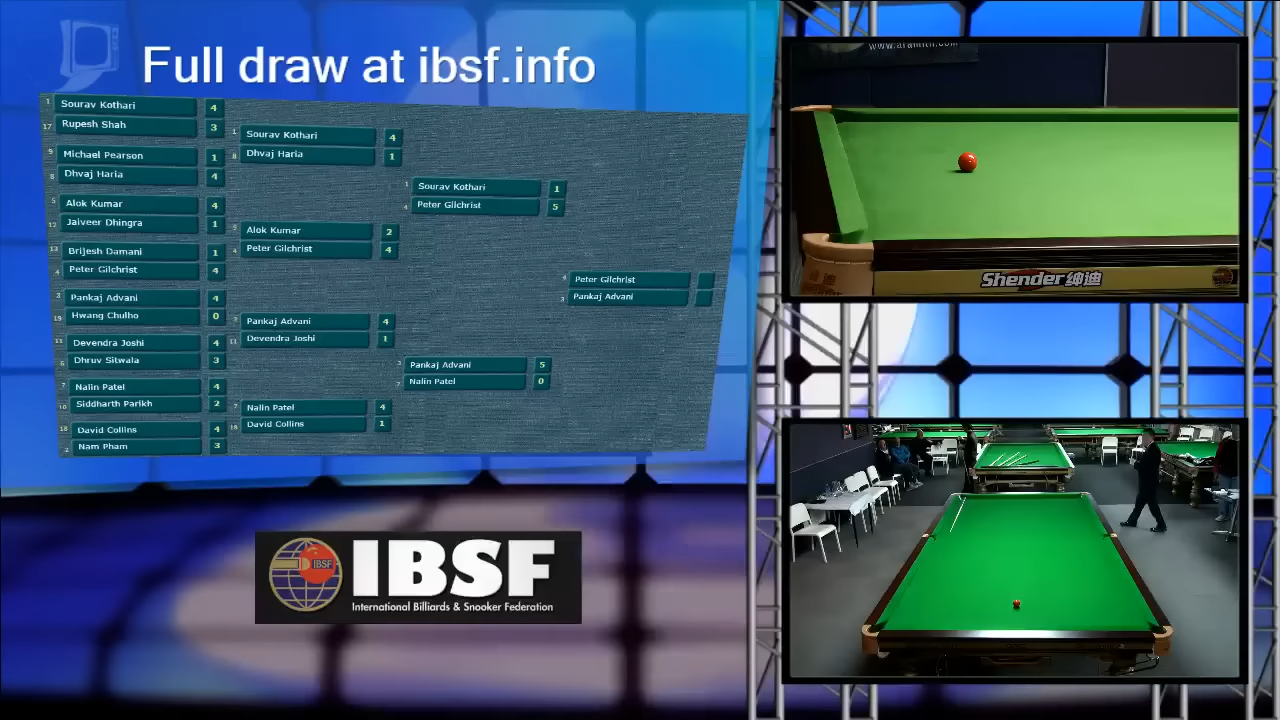 Full draw at ibsf.info
1 Sourav Kothari 4
17 Rupesh Shah 3
9 Michael Pearson 1
8 Dhvaj Haria 4
5 Alok Kumar 4
12 Jaiveer Dhingra 1
13 Brijesh Damani 1
4 Peter Gilchrist 4
3 Pankaj Advani 4
19 Hwang Chulho 0
11 Devendra Joshi 4
6 Dhruv Sitwala 3
7 Nalin Patel 4
10 Siddharth Parikh 2
18 David Collins 4
2 Nam Pham 3
1 Sourav Kothari 4
8 Dhvaj Haria 1
5 Alok Kumar 2
4 Peter Gilchrist 4
3 Pankaj Advani 4
11 Devendra Joshi 1
7 Nalin Patel 4
18 David Collins 1
1 Sourav Kothari 1
4 Peter Gilchrist 5
3 Pankaj Advani 5
7 Nalin Patel 0
4 Peter Gilchrist
3 Pankaj Advani
IBSF
IBSF
International Billiards & Snooker Federation
www.aramith.com
Shender 绅迪